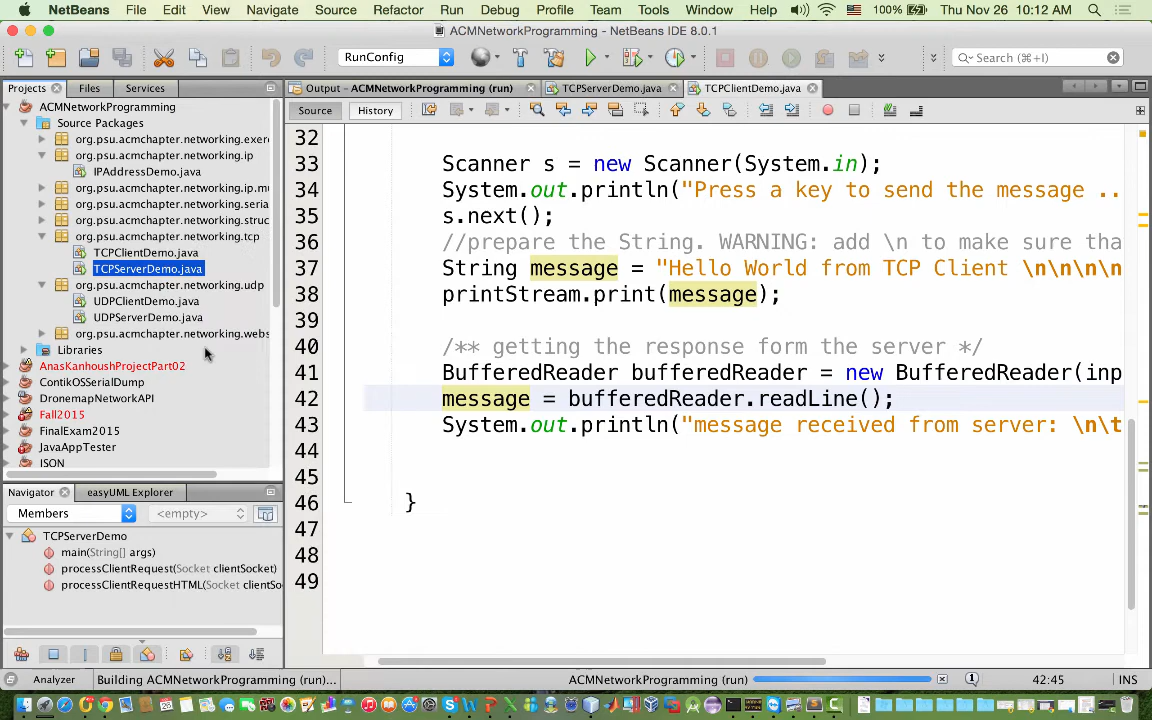 NetBeans File Edit View Navigate Source Refactor Run Debug Profile Team Tools Window Help 100% Thu Nov 26 10:12 AM
ACMNetworkProgramming - NetBeans IDE 8.0.1
RunConfig
Search (⌘+I)
Projects Files Services
Output - ACMNetworkProgramming (run) TCPServerDemo.java TCPClientDemo.java
Source History
ACMNetworkProgramming
Source Packages
org.psu.acmchapter.networking.exer
org.psu.acmchapter.networking.ip
IPAddressDemo.java
org.psu.acmchapter.networking.ip.mu
org.psu.acmchapter.networking.seria
org.psu.acmchapter.networking.struc
org.psu.acmchapter.networking.tcp
TCPClientDemo.java
TCPServerDemo.java
org.psu.acmchapter.networking.udp
UDPClientDemo.java
UDPServerDemo.java
org.psu.acmchapter.networking.webs
Libraries
AnasKanhoushProjectPart02
ContikOSSerialDump
DronemapNetworkAPI
Fall2015
FinalExam2015
JavaAppTester
JSON
32
33 Scanner s = new Scanner(System.in);
34 System.out.println("Press a key to send the message ..
35 s.next();
36 //prepare the String. WARNING: add \n to make sure tha
37 String message = "Hello World from TCP Client \n\n\n\n
38 printStream.print(message);
39
40 /** getting the response form the server */
41 BufferedReader bufferedReader = new BufferedReader(inp
42 message = bufferedReader.readLine();
43 System.out.println("message received from server: \n\t
44
45
46 }
47
48
49
Navigator easyUML Explorer
Members <empty>
TCPServerDemo
main(String[] args)
processClientRequest(Socket clientSocket)
processClientRequestHTML(Socket clientSo
Analyzer Building ACMNetworkProgramming (run)... ACMNetworkProgramming (run) 1 42:45 INS